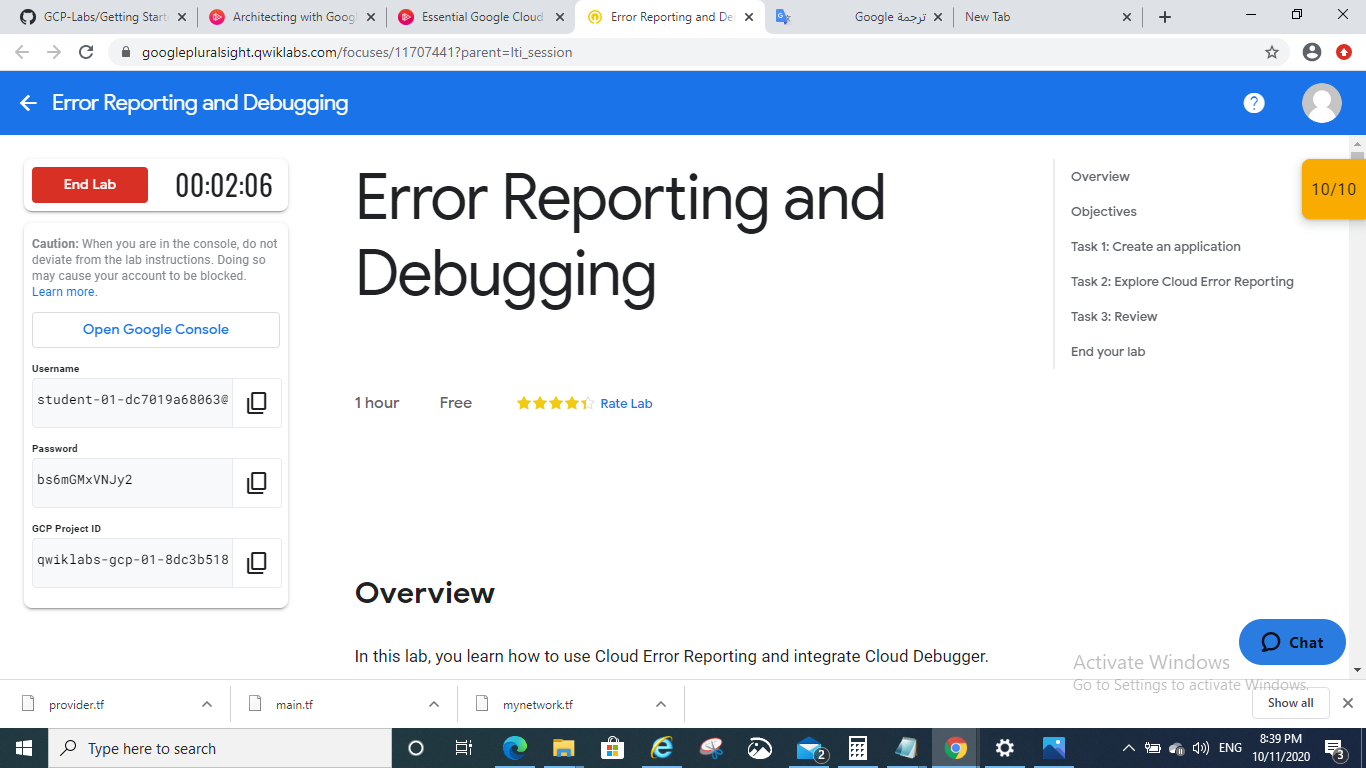 GCP-Labs/Getting Start
Architecting with Goog
Essential Google Cloud
Error Reporting and De
ترجمة Google
New Tab
googlepluralsight.qwiklabs.com/focuses/11707441?parent=lti_session
Error Reporting and Debugging
?
End Lab
00:02:06
Caution: When you are in the console, do not
deviate from the lab instructions. Doing so
may cause your account to be blocked.
Learn more.
Open Google Console
Username
student-01-dc7019a68063@
Password
bs6mGMxVNJy2
GCP Project ID
qwiklabs-gcp-01-8dc3b518
Error Reporting and
Debugging
1 hour
Free
Rate Lab
Overview
In this lab, you learn how to use Cloud Error Reporting and integrate Cloud Debugger.
Overview
Objectives
Task 1: Create an application
Task 2: Explore Cloud Error Reporting
Task 3: Review
End your lab
10/10
Chat
Activate Windows
Go to Settings to activate Windows.
provider.tf
main.tf
mynetwork.tf
Show all
Type here to search
2
ENG
8:39 PM
10/11/2020
3